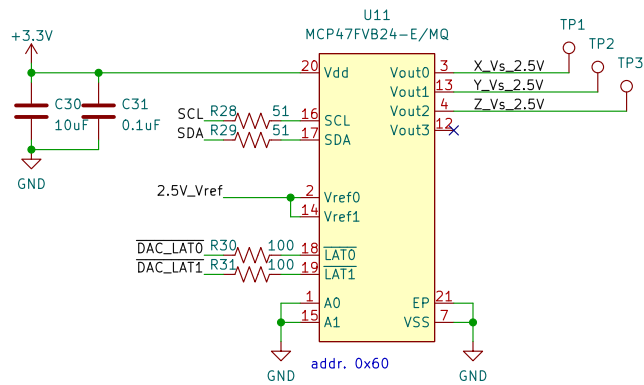 U11
MCP47FVB24-E/MQ
+3.3V
TP1
TP2
TP3
20 Vdd
Vout0 3 X_Vs_2.5V
Vout1 13 Y_Vs_2.5V
Vout2 4 Z_Vs_2.5V
Vout3 12
C30
10uF
C31
0.1uF
GND
SCL R28 51 16 SCL
SDA R29 51 17 SDA
2.5V_Vref 2 Vref0
14 Vref1
DAC_LAT0 R30 100 18 LAT0
DAC_LAT1 R31 100 19 LAT1
1 A0
15 A1
EP 21
VSS 7
GND
addr. 0x60
GND